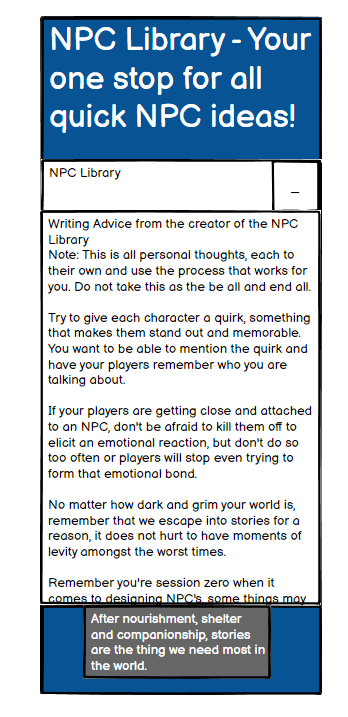 NPC Library - Your
one stop for all
quick NPC ideas!
NPC Library
_
Writing Advice from the creator of the NPC
Library
Note: This is all personal thoughts, each to
their own and use the process that works for
you. Do not take this as the be all and end all.
Try to give each character a quirk, something
that makes them stand out and memorable.
You want to be able to mention the quirk and
have your players remember who you are
talking about.
If your players are getting close and attached
to an NPC, don't be afraid to kill them off to
elicit an emotional reaction, but don't do so
too often or players will stop even trying to
form that emotional bond.
No matter how dark and grim your world is,
remember that we escape into stories for a
reason, it does not hurt to have moments of
levity amongst the worst times.
Remember you're session zero when it
comes to designing NPC's, some things may
After nourishment, shelter
and companionship, stories
are the thing we need most in
the world.